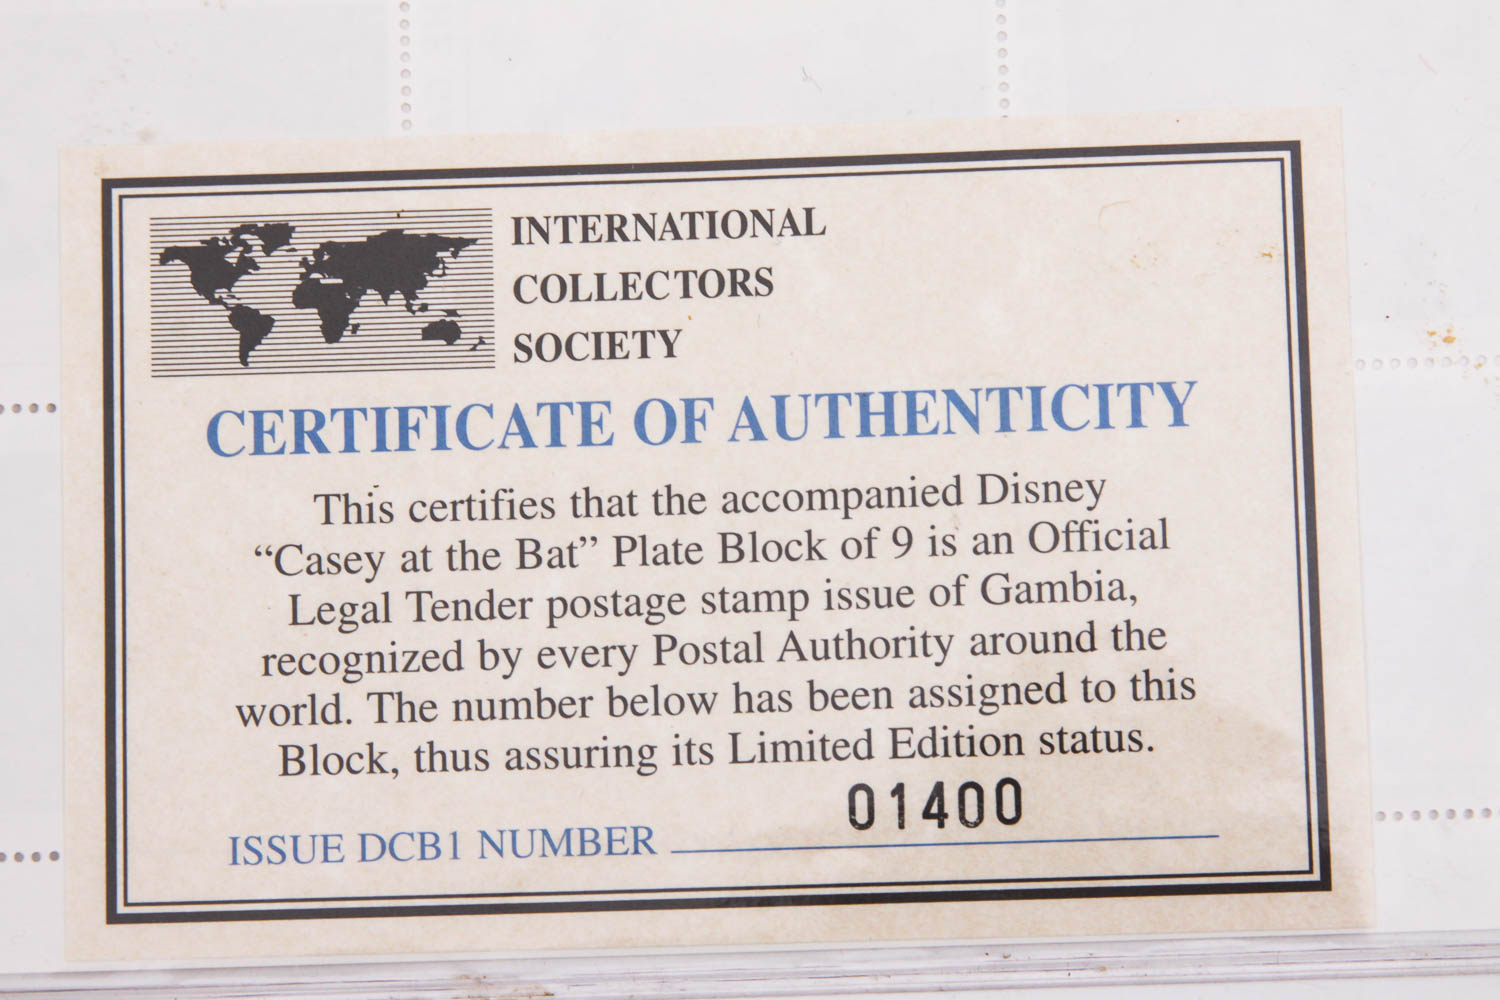 INTERNATIONAL
COLLECTORS
SOCIETY
CERTIFICATE OF AUTHENTICITY
This certifies that the accompanied Disney
“Casey at the Bat” Plate Block of 9 is an Official
Legal Tender postage stamp issue of Gambia,
recognized by every Postal Authority around the
world. The number below has been assigned to this
Block, thus assuring its Limited Edition status.
ISSUE DCB1 NUMBER 01400